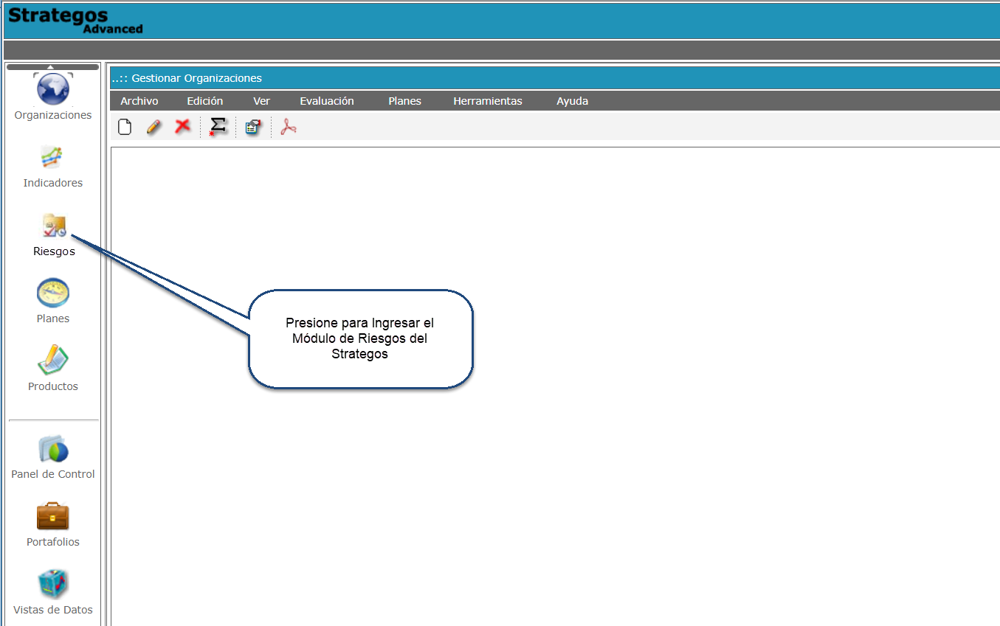 Strategos
Advanced
..:: Gestionar Organizaciones
Archivo Edición Ver Evaluación Planes Herramientas Ayuda
Organizaciones
Indicadores
Riesgos
Planes
Productos
Panel de Control
Portafolios
Vistas de Datos
Presione para Ingresar el
Módulo de Riesgos del
Strategos